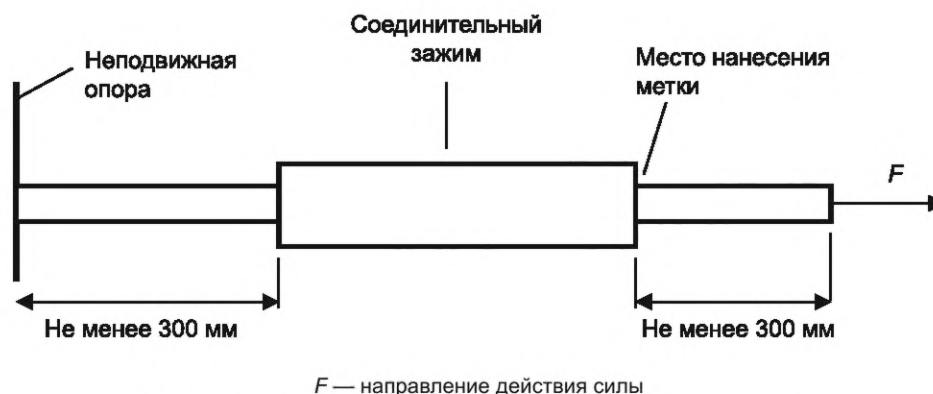 Соединительный
зажим
Неподвижная
опора
Место нанесения
метки
F
Не менее 300 мм
Не менее 300 мм
F — направление действия силы